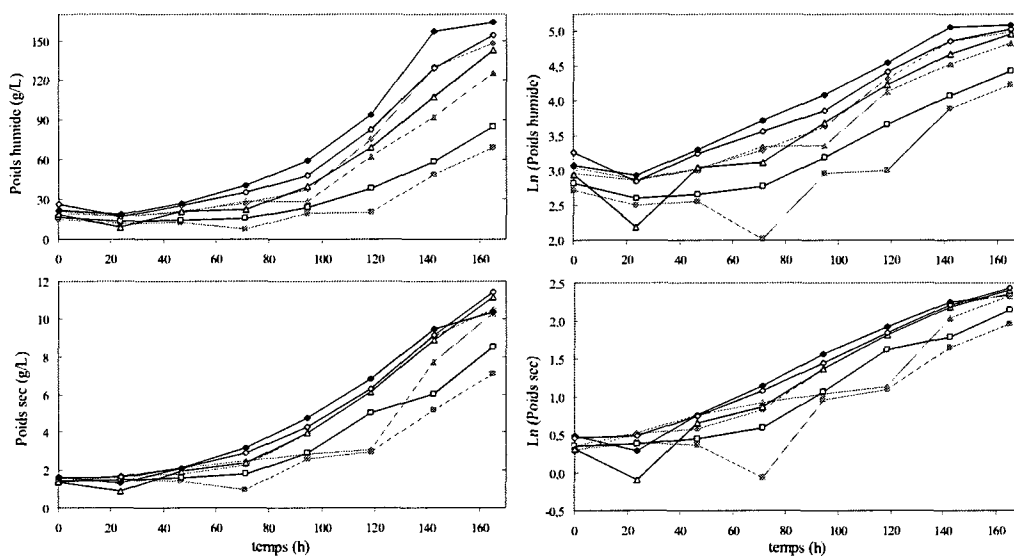 Poids humide (g/L)
150
120
90
60
30
0
0 20 40 60 80 100 120 140 160
Ln (Poids humide)
5.0
4.5
4.0
3.5
3.0
2.5
2.0
0 20 40 60 80 100 120 140 160
Poids sec (g/L)
12
10
8
6
4
2
0
0 20 40 60 80 100 120 140 160
temps (h)
Ln (Poids sec)
2.5
2.0
1.5
1.0
0.5
0.0
-0,5
0 20 40 60 80 100 120 140 160
temps (h)